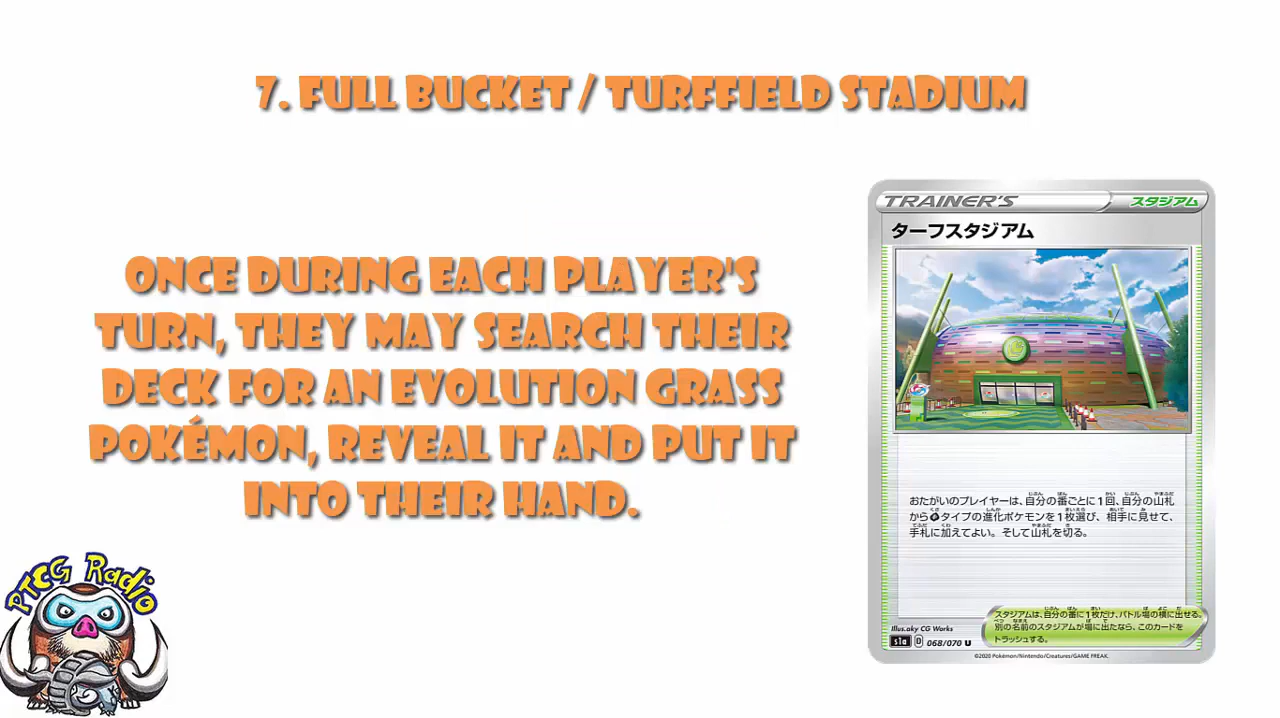 7. FULL BUCKET / TURFFIELD STADIUM
ONCE DURING EACH PLAYER'S
TURN, THEY MAY SEARCH THEIR
DECK FOR AN EVOLUTION GRASS
POKÉMON, REVEAL IT AND PUT IT
INTO THEIR HAND.
TRAINER'S スタジアム
ターフスタジアム
おたがいのプレイヤーは、自分の番ごとに1回、自分の山札
からタイプの進化ポケモンを1枚選び、相手に見せて、
手札に加えてよい。そして山札を切る。
スタジアムは、自分の番に1枚だけ、バトル場の横に出せる。
別の名前のスタジアムが場に出たなら、このカードを
トラッシュする。
Illus.aky CG Works
s1a D 068/070 U
©2020 Pokémon/Nintendo/Creatures/GAME FREAK.
PTCG Radio